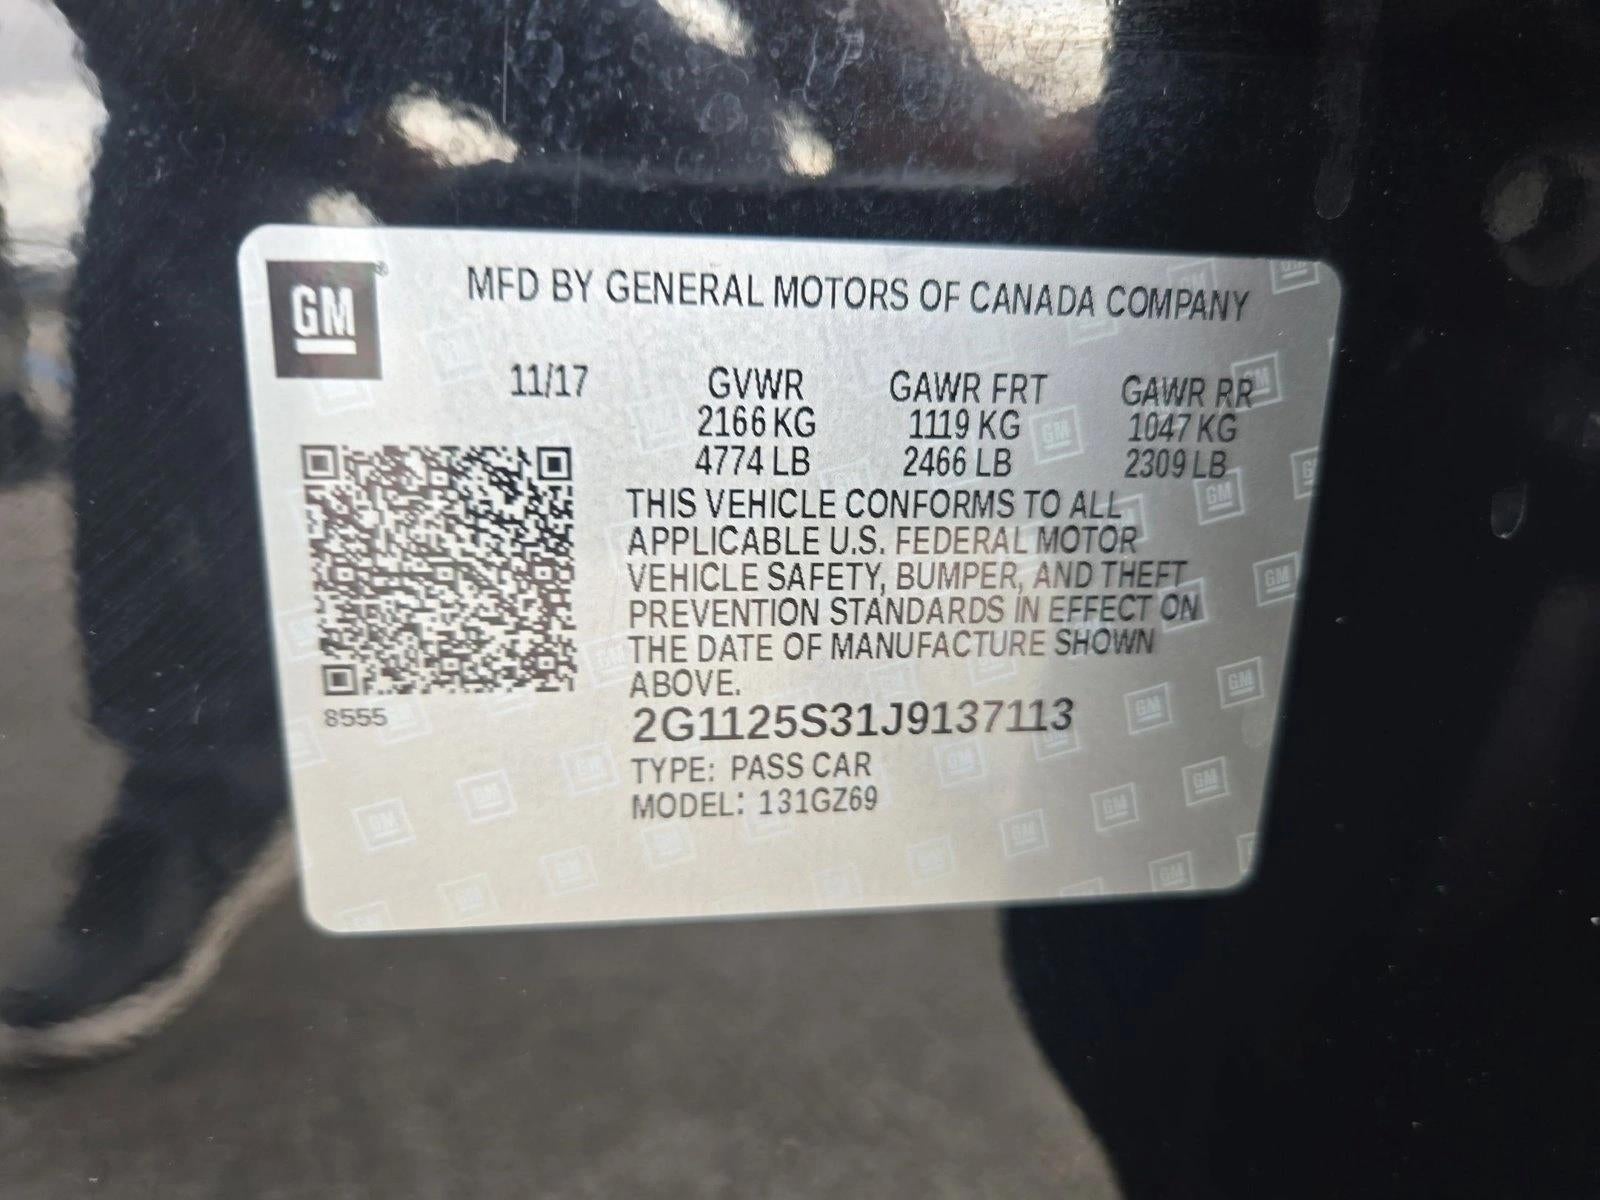 GM®
MFD BY GENERAL MOTORS OF CANADA COMPANY
11/17 GVWR GAWR FRT GAWR RR
2166 KG 1119 KG 1047 KG
4774 LB 2466 LB 2309 LB
THIS VEHICLE CONFORMS TO ALL
APPLICABLE U.S. FEDERAL MOTOR
VEHICLE SAFETY, BUMPER, AND THEFT
PREVENTION STANDARDS IN EFFECT ON
THE DATE OF MANUFACTURE SHOWN
ABOVE.
8555
2G1125S31J9137113
TYPE: PASS CAR
MODEL: 131GZ69